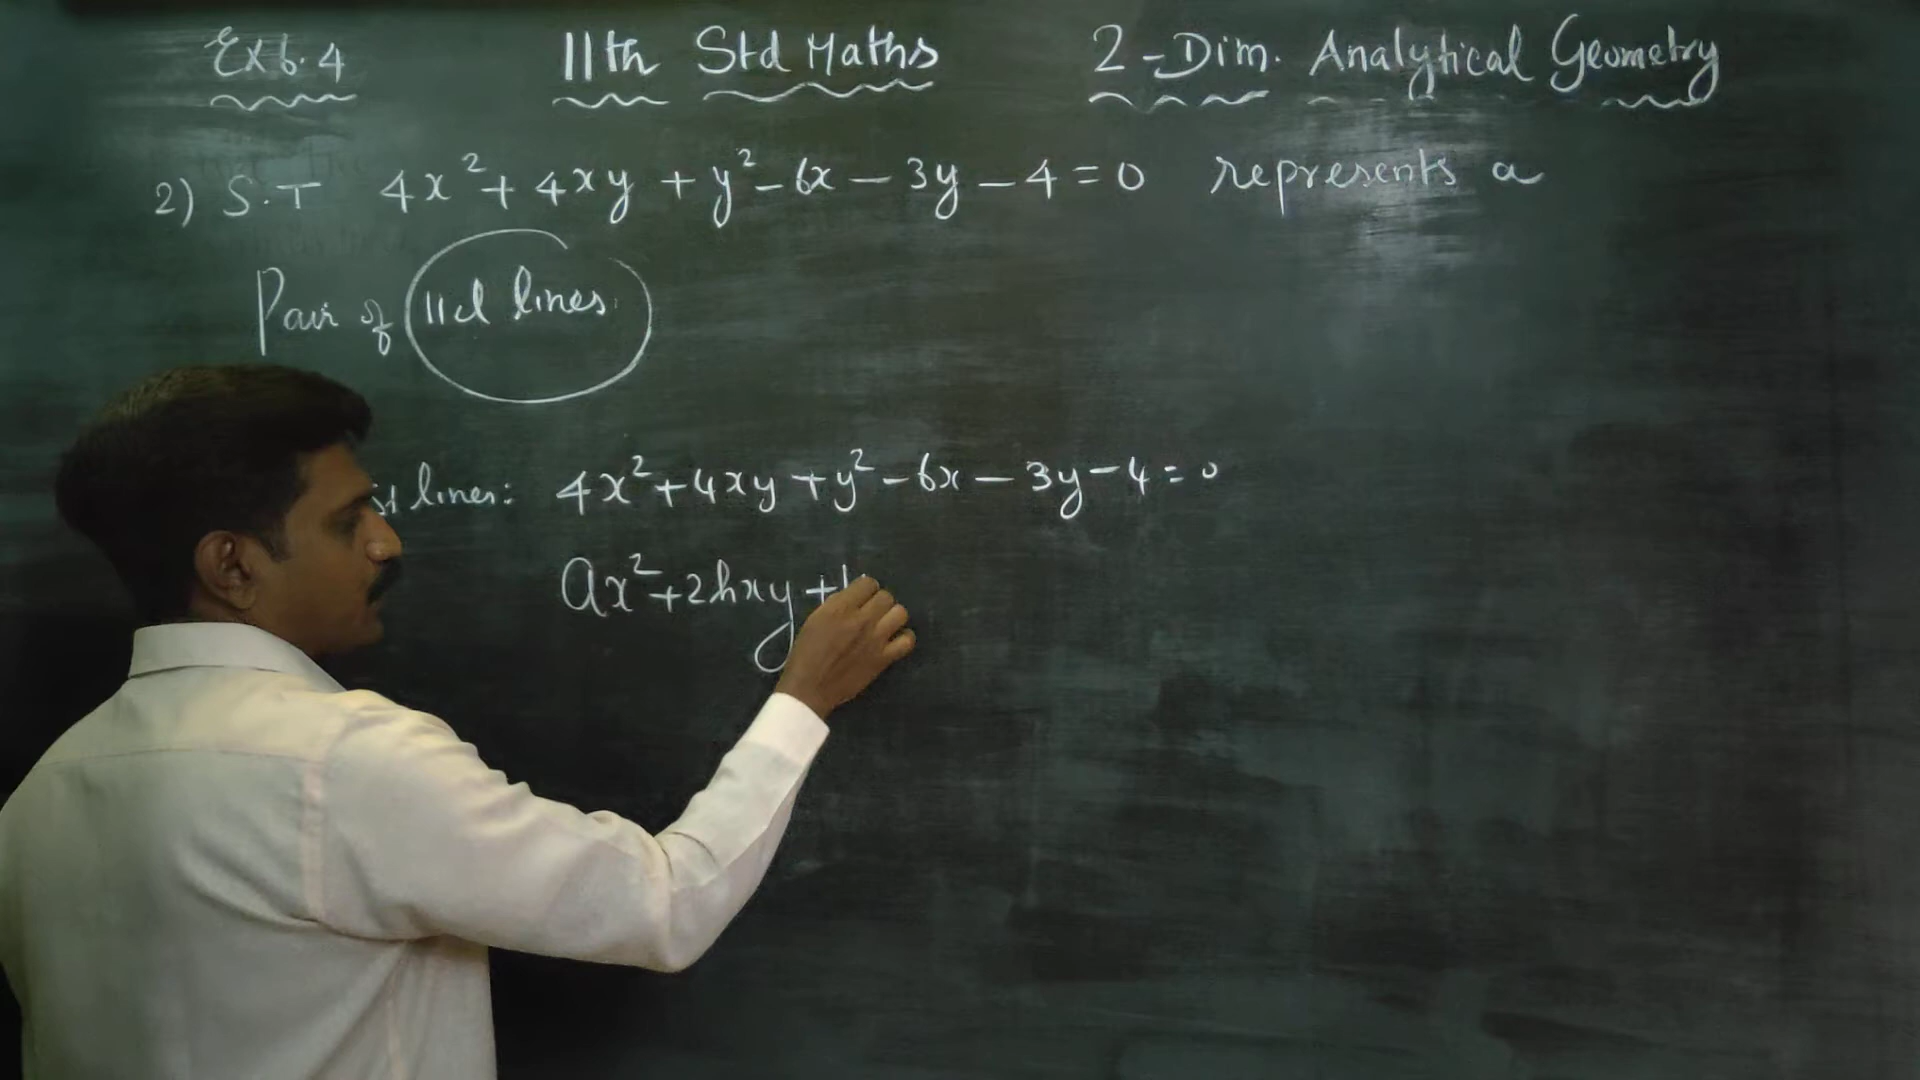 Ex 6.4 11th Std Maths 2-Dim. Analytical Geometry
2) S.T 4x² + 4xy + y² - 6x - 3y - 4 = 0 represents a
Pair of ||el lines.
lines: 4x² + 4xy + y² - 6x - 3y - 4 = 0
ax² + 2hxy +